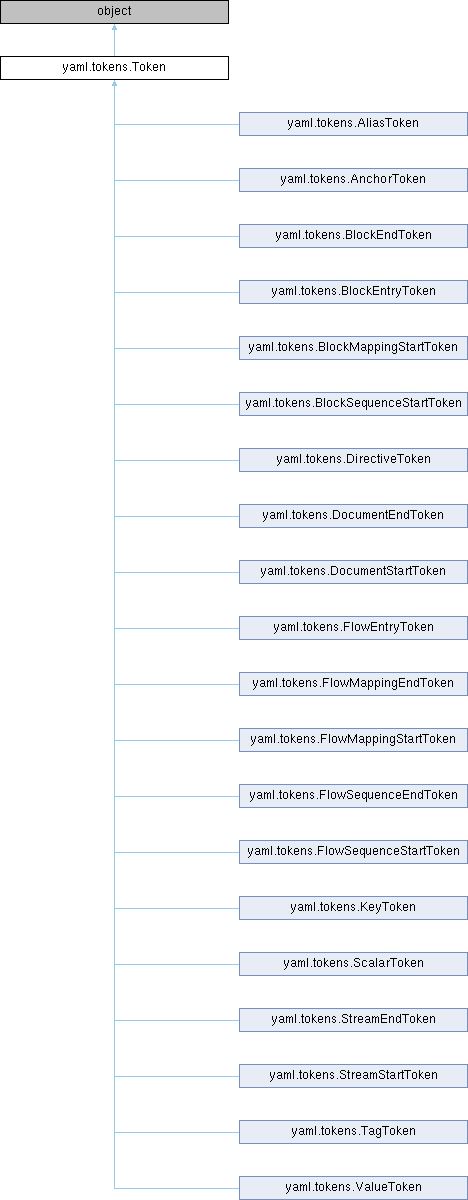 object
yaml.tokens.Token
yaml.tokens.AliasToken
yaml.tokens.AnchorToken
yaml.tokens.BlockEndToken
yaml.tokens.BlockEntryToken
yaml.tokens.BlockMappingStartToken
yaml.tokens.BlockSequenceStartToken
yaml.tokens.DirectiveToken
yaml.tokens.DocumentEndToken
yaml.tokens.DocumentStartToken
yaml.tokens.FlowEntryToken
yaml.tokens.FlowMappingEndToken
yaml.tokens.FlowMappingStartToken
yaml.tokens.FlowSequenceEndToken
yaml.tokens.FlowSequenceStartToken
yaml.tokens.KeyToken
yaml.tokens.ScalarToken
yaml.tokens.StreamEndToken
yaml.tokens.StreamStartToken
yaml.tokens.TagToken
yaml.tokens.ValueToken